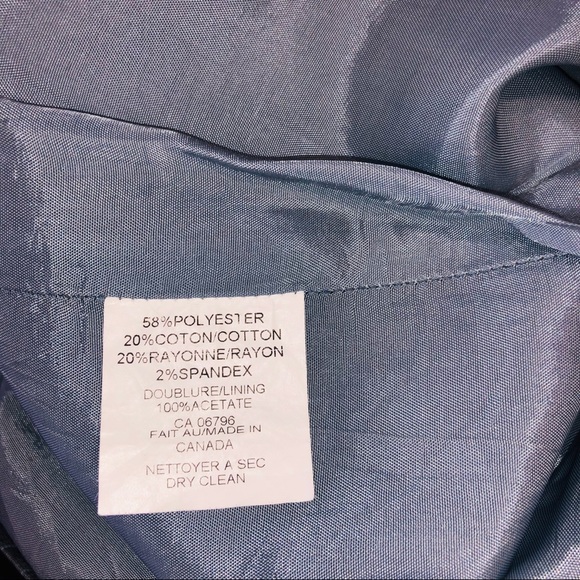 58%POLYESTER
20%COTON/COTTON
20%RAYONNE/RAYON
2%SPANDEX
DOUBLURE/LINING
100%ACETATE
CA 06796
FAIT AU/MADE IN
CANADA
NETTOYER A SEC
DRY CLEAN